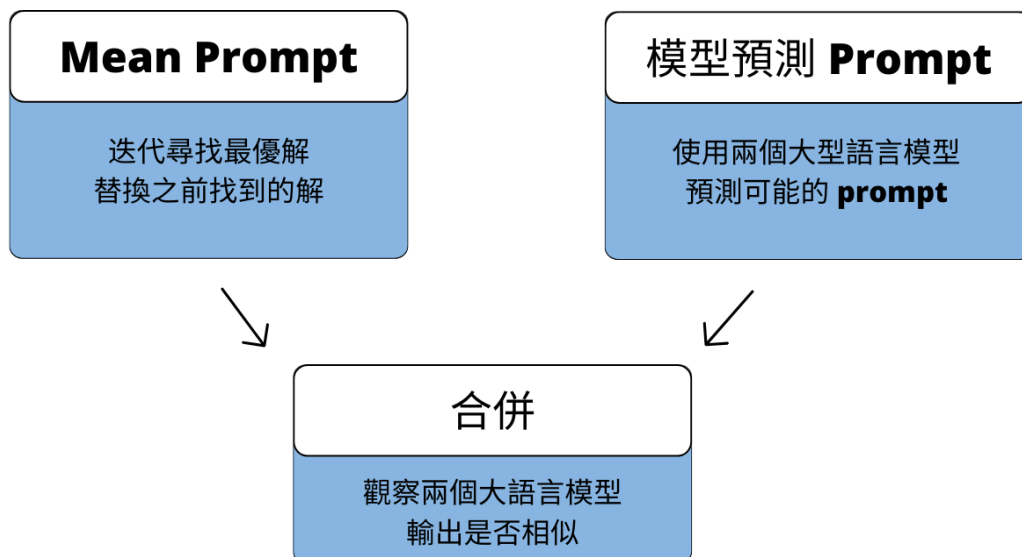 Mean Prompt
迭代尋找最優解
替換之前找到的解
模型預測 Prompt
使用兩個大型語言模型
預測可能的 prompt
合併
觀察兩個大語言模型
輸出是否相似